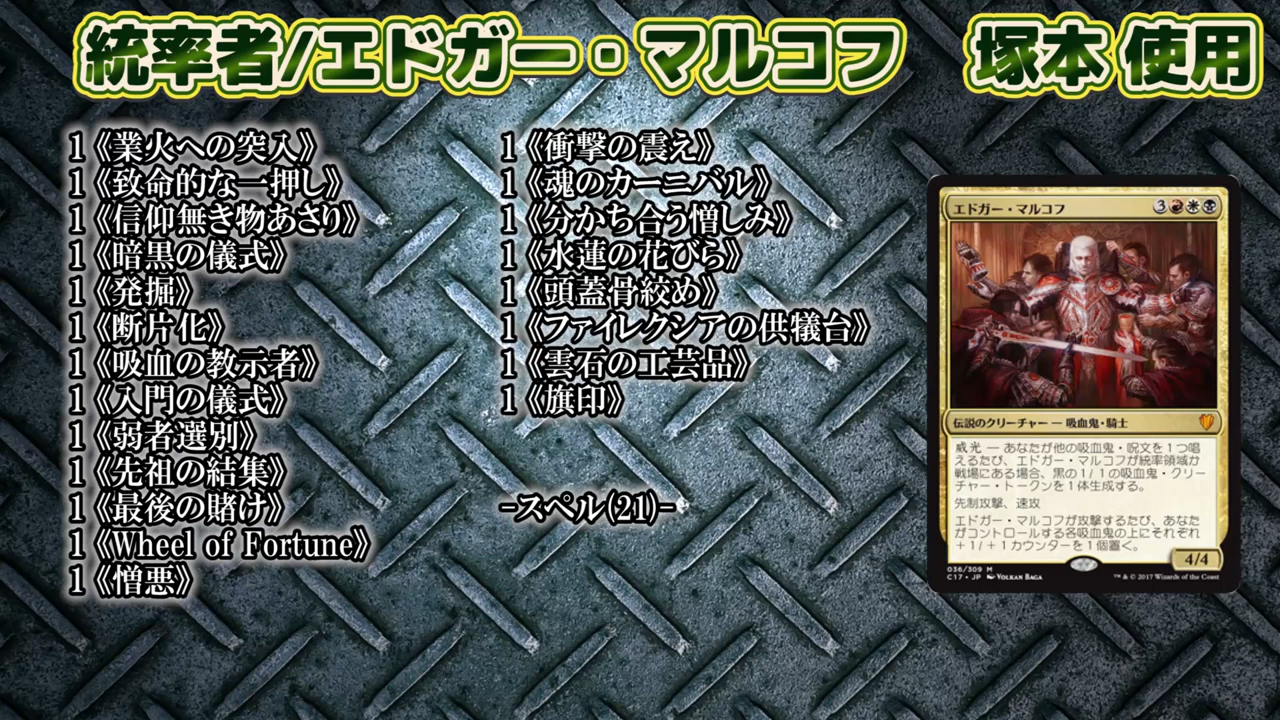 統率者/エドガー・マルコフ　塚本 使用
1《業火への突入》
1《致命的な一押し》
1《信仰無き物あさり》
1《暗黒の儀式》
1《発掘》
1《断片化》
1《吸血の教示者》
1《入門の儀式》
1《弱者選別》
1《先祖の結集》
1《最後の賭け》
1《Wheel of Fortune》
1《憎悪》
1《衝撃の震え》
1《魂のカーニバル》
1《分かち合う憎しみ》
1《水蓮の花びら》
1《頭蓋骨絞め》
1《ファイレクシアの供犠台》
1《雲石の工芸品》
1《旗印》
-スペル(21)-
エドガー・マルコフ 3
伝説のクリーチャー — 吸血鬼・騎士
威光 — あなたが他の吸血鬼・呪文を1つ唱
えるたび、エドガー・マルコフが統率領域か
戦場にある場合、黒の1/1の吸血鬼・クリー
チャー・トークンを1体生成する。
先制攻撃、速攻
エドガー・マルコフが攻撃するたび、あなた
がコントロールする各吸血鬼の上にそれぞれ
+1/+1カウンターを1個置く。
4/4
036/309 M
C17・JP VOLKAN BAGA
™ & © 2017 Wizards of the Coast